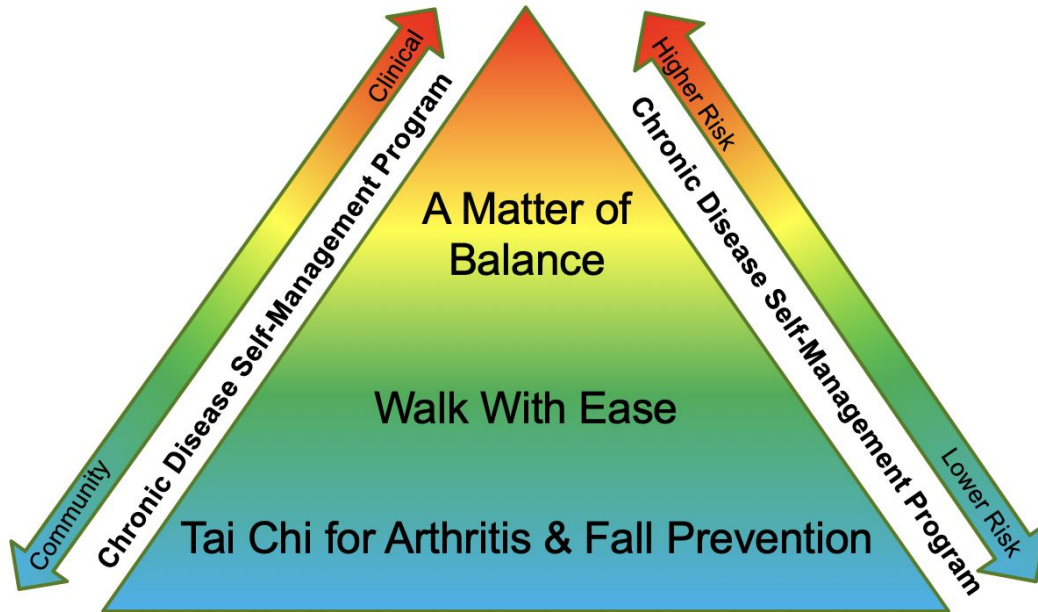 Clinical
Community
Chronic Disease Self-Management Program
A Matter of
Balance
Walk With Ease
Tai Chi for Arthritis & Fall Prevention
Higher Risk
Lower Risk
Chronic Disease Self-Management Program